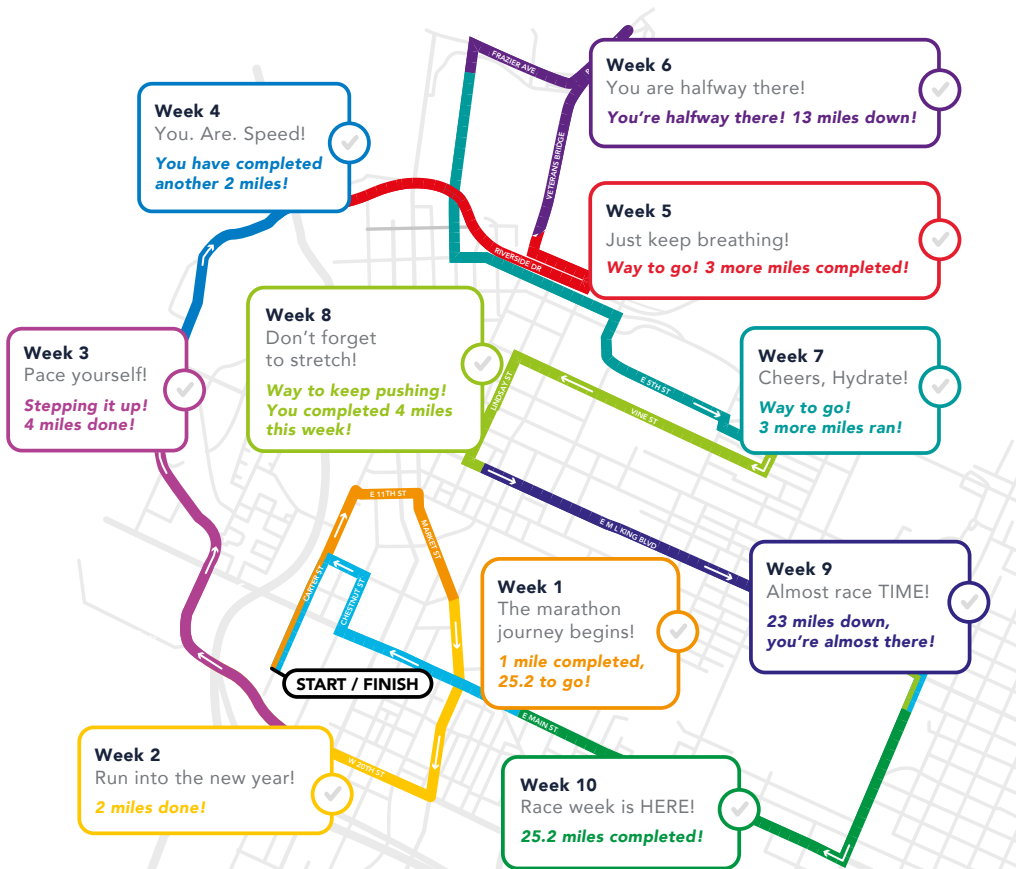 FRAZIER AVE
Week 6
You are halfway there!
You're halfway there! 13 miles down!
Week 4
You. Are. Speed!
You have completed
another 2 miles!
VETERANS BRIDGE
Week 5
Just keep breathing!
Way to go! 3 more miles completed!
RIVERSIDE DR
Week 8
Don't forget
to stretch!
Way to keep pushing!
You completed 4 miles
this week!
Week 3
Pace yourself!
Stepping it up!
4 miles done!
Week 7
Cheers, Hydrate!
Way to go!
3 more miles ran!
E 5TH ST
LINDSAY ST
VINE ST
E 11TH ST
MARKET ST
E M L KING BLVD
CARTER ST
CHESTNUT ST
Week 1
The marathon
journey begins!
1 mile completed,
25.2 to go!
Week 9
Almost race TIME!
23 miles down,
you're almost there!
START / FINISH
E MAIN ST
Week 2
Run into the new year!
2 miles done!
W 20TH ST
Week 10
Race week is HERE!
25.2 miles completed!